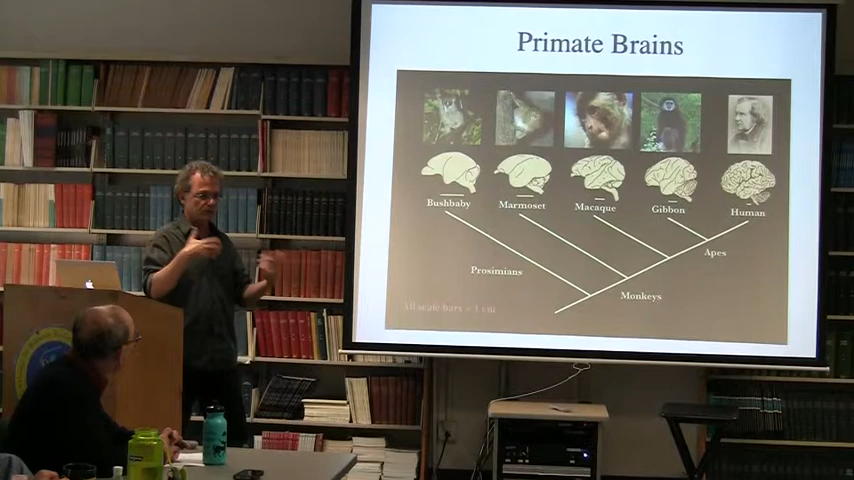 Primate Brains
Bushbaby Marmoset Macaque Gibbon Human
Apes
Prosimians
Monkeys
All scale bars = 1 cm